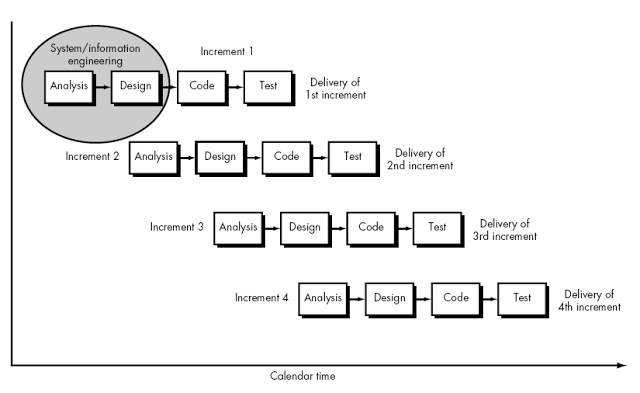 System/information
engineering
Increment 1
Analysis
Design
Code
Test
Delivery of
1st increment
Increment 2
Analysis
Design
Code
Test
Delivery of
2nd increment
Increment 3
Analysis
Design
Code
Test
Delivery of
3rd increment
Increment 4
Analysis
Design
Code
Test
Delivery of
4th increment
Calendar time